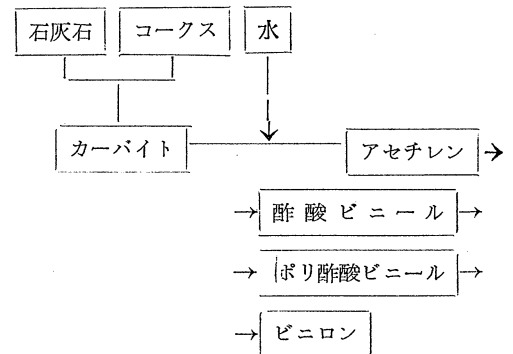 石灰石 コークス 水
カーバイト アセチレン →
→ 酢酸ビニール →
→ ポリ酢酸ビニール →
→ ビニロン